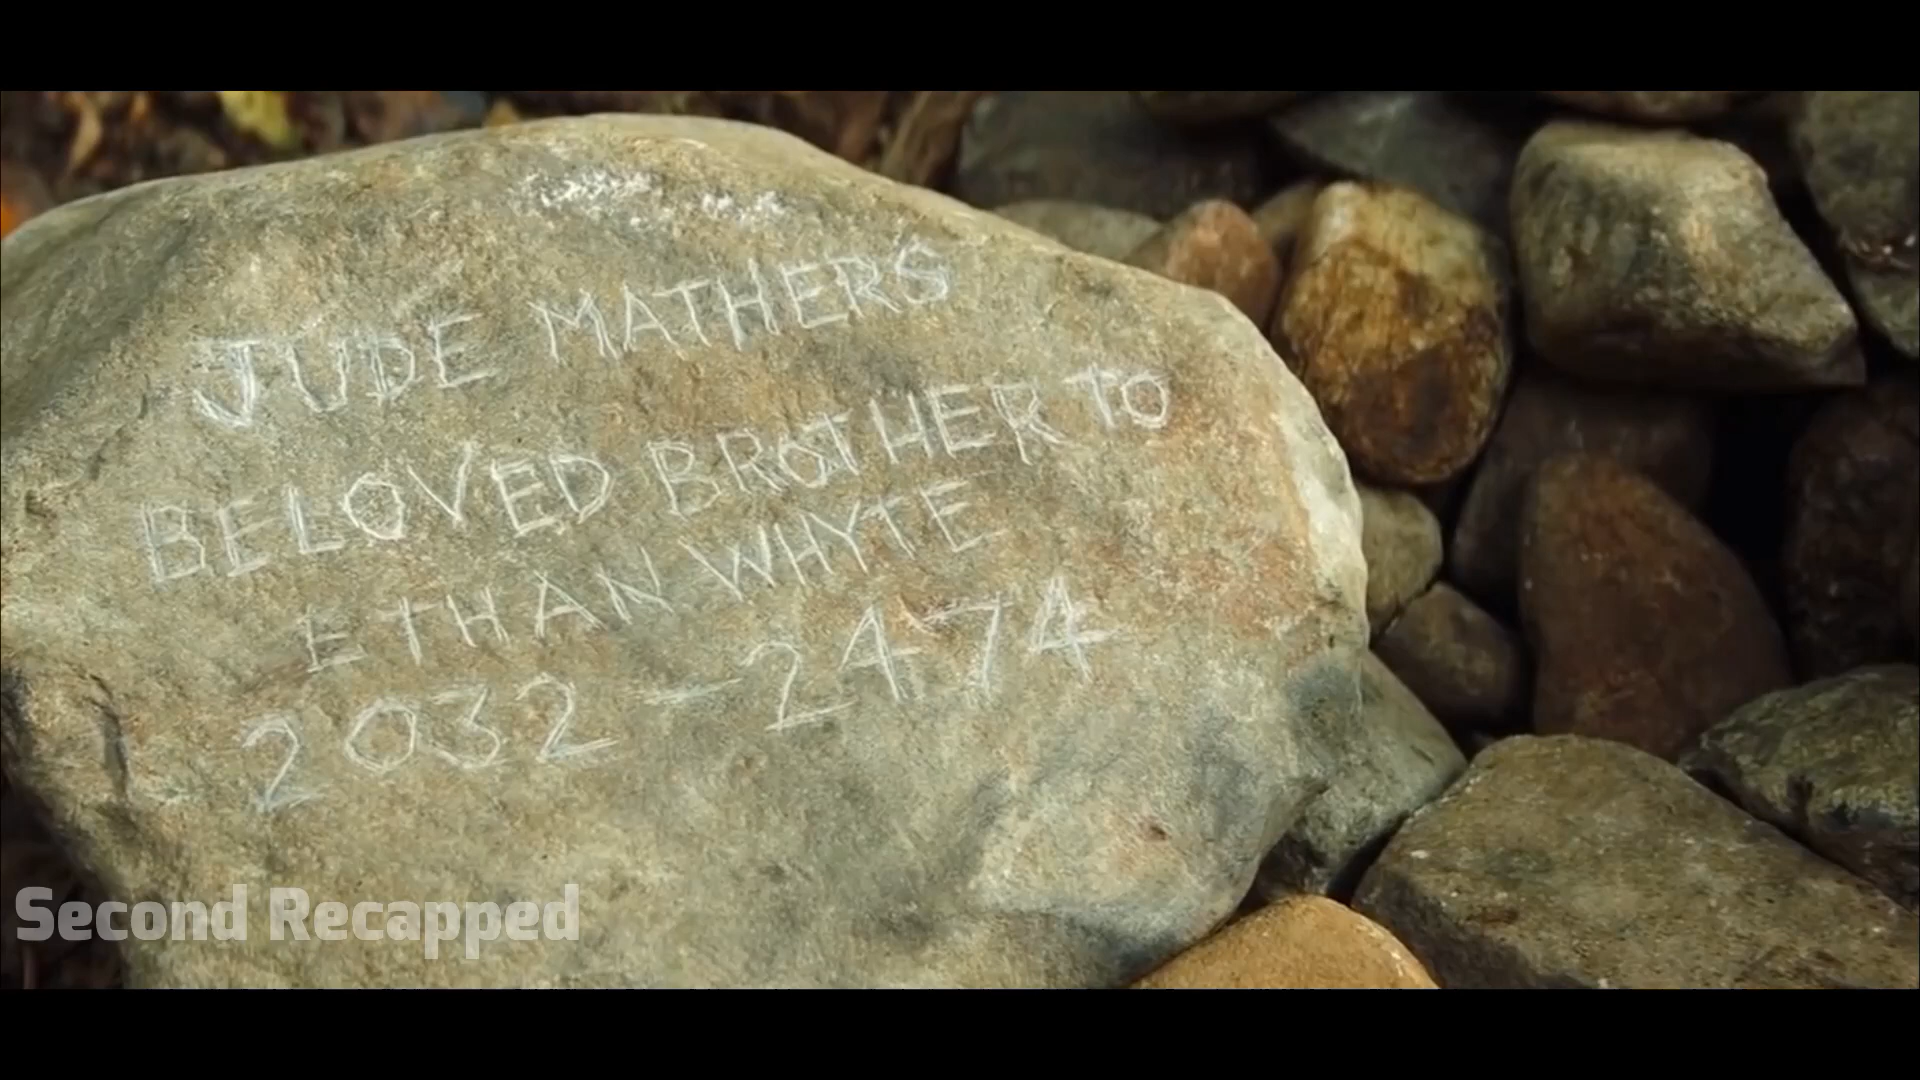 JUDE MATHERS
BELOVED BROTHER TO
ETHAN WHYTE
2032 - 2474
Second Recapped